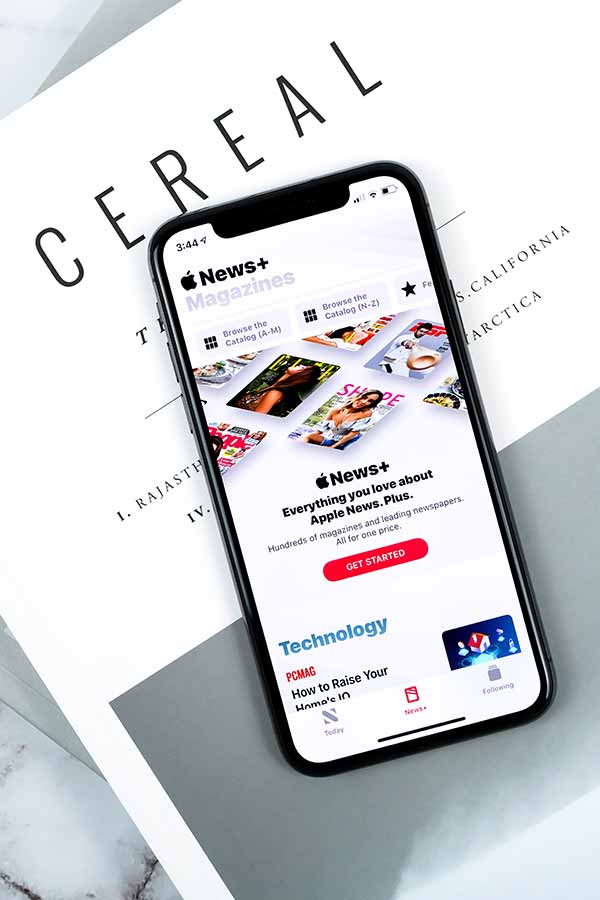 CEREAL
S. CALIFORNIA
I. RAJASTH
IV.
3:44
News+
Magazines
Browse the
Catalog (A-M)
Browse the
Catalog (N-Z)
Fe
SHAPE
People
News+
Everything you love about
Apple News. Plus.
Hundreds of magazines and leading newspapers.
All for one price.
GET STARTED
Technology
PCMAG
How to Raise Your
Home's IQ
Today
News+
Following